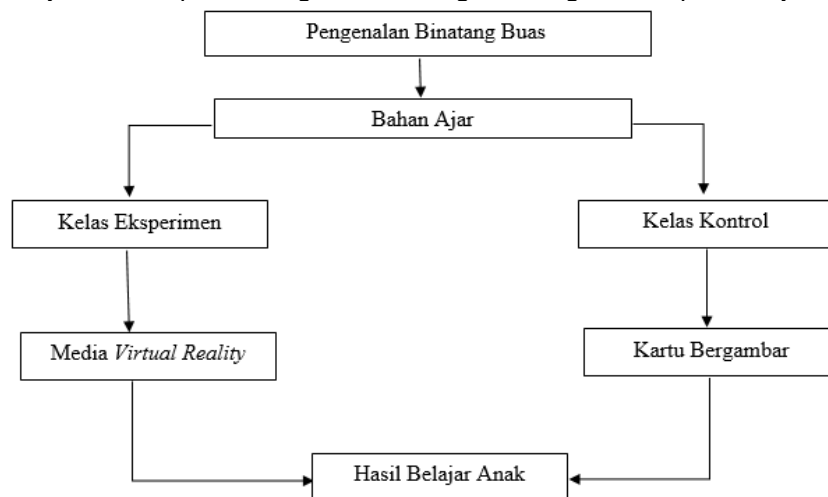 Pengenalan Binatang Buas
Bahan Ajar
Kelas Eksperimen
Kelas Kontrol
Media Virtual Reality
Kartu Bergambar
Hasil Belajar Anak